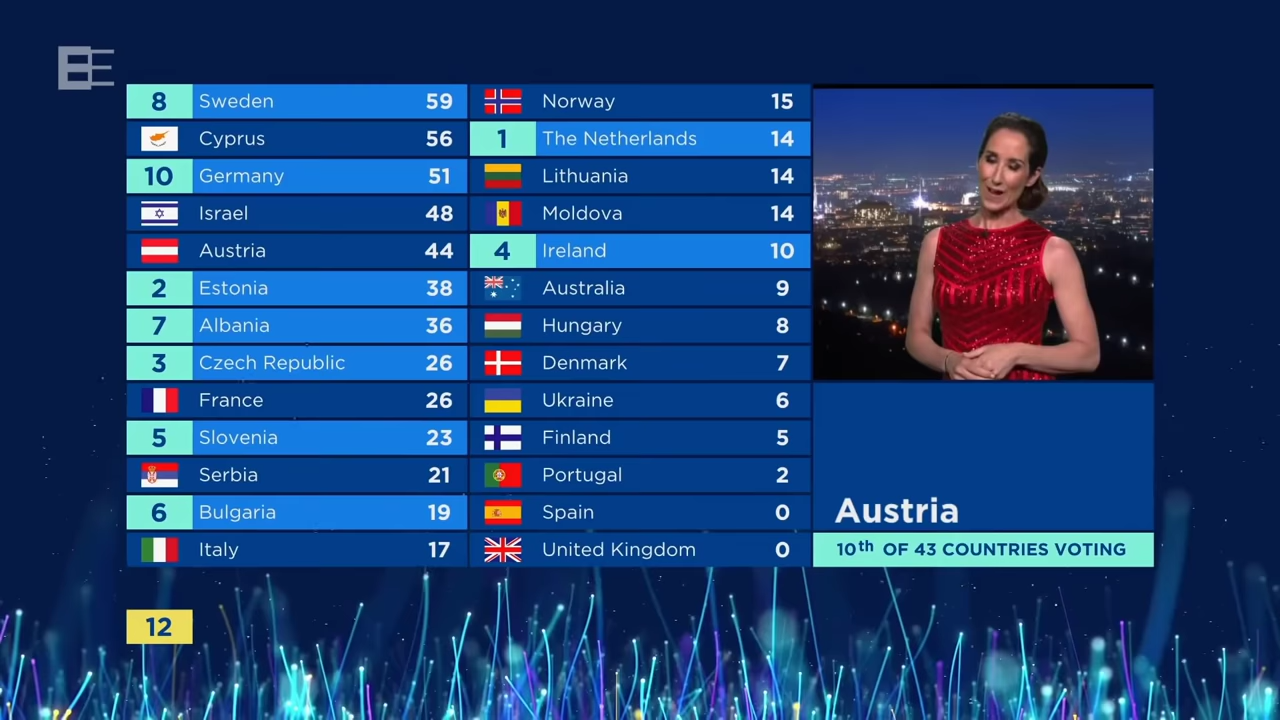 8 Sweden 59
Cyprus 56
10 Germany 51
Israel 48
Austria 44
2 Estonia 38
7 Albania 36
3 Czech Republic 26
France 26
5 Slovenia 23
Serbia 21
6 Bulgaria 19
Italy 17
Norway 15
1 The Netherlands 14
Lithuania 14
Moldova 14
4 Ireland 10
Australia 9
Hungary 8
Denmark 7
Ukraine 6
Finland 5
Portugal 2
Spain 0
United Kingdom 0
Austria
10th OF 43 COUNTRIES VOTING
12